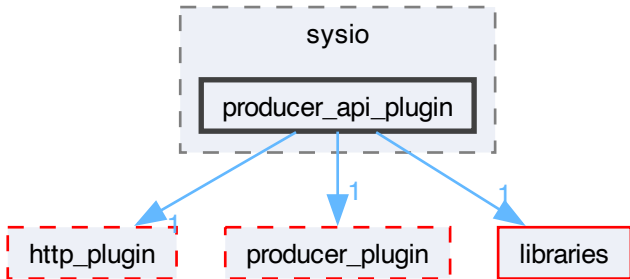 sysio
producer_api_plugin
1
1
1
http_plugin
producer_plugin
libraries